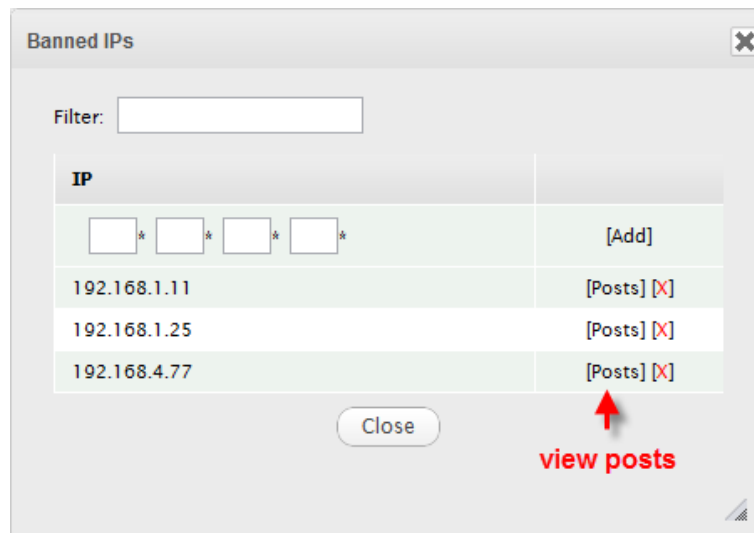 Banned IPs
Filter:
IP
* * * * [Add]
192.168.1.11 [Posts] [X]
192.168.1.25 [Posts] [X]
192.168.4.77 [Posts] [X]
Close
view posts